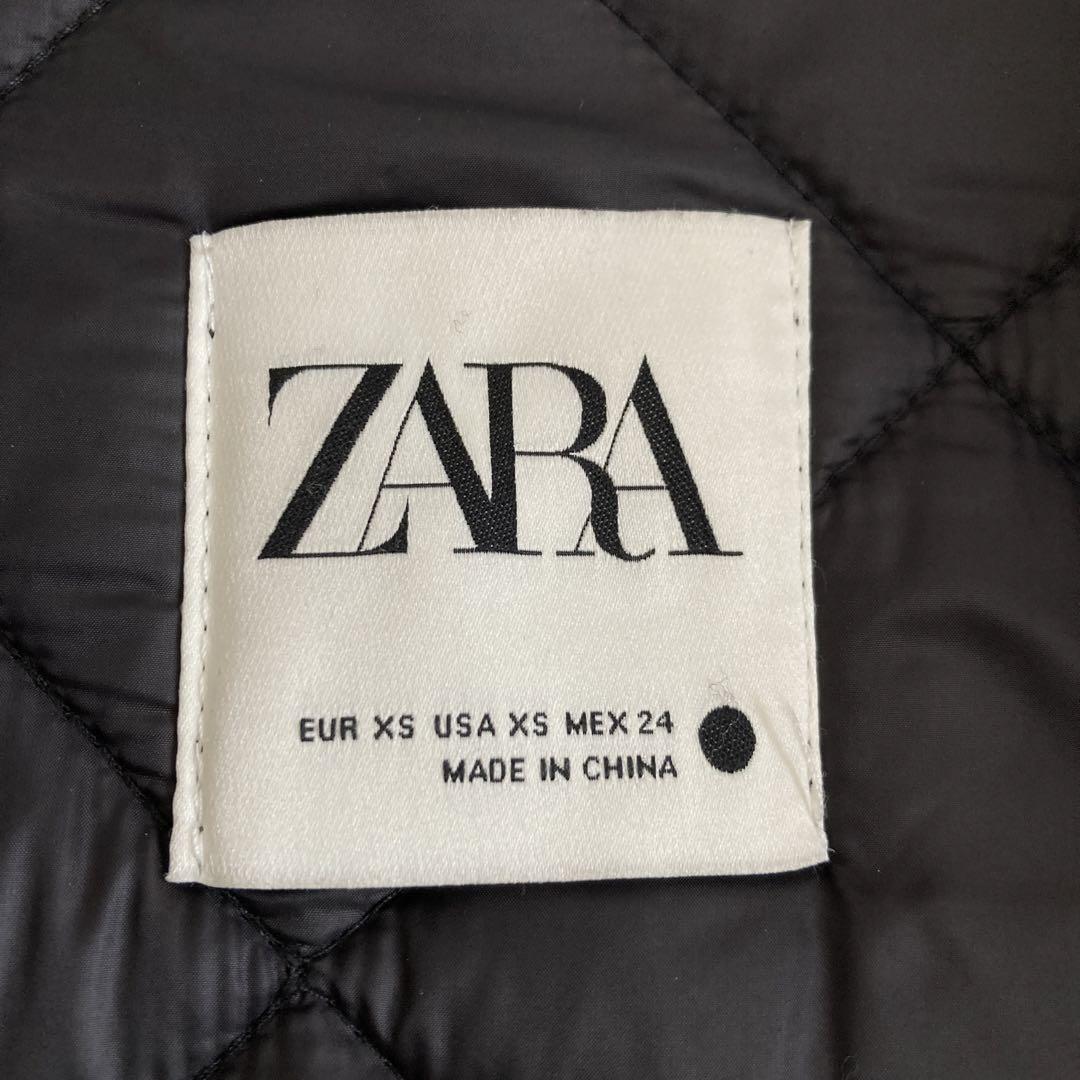 ZARA
EUR XS USA XS MEX 24
MADE IN CHINA